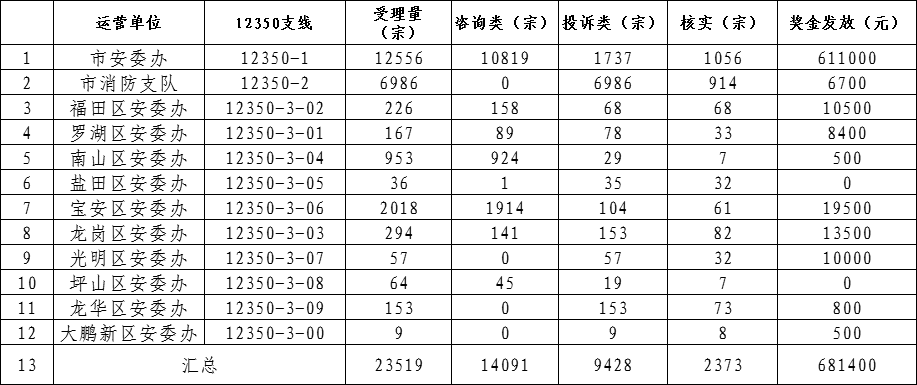 运营单位 12350支线 受理量（宗） 咨询类（宗） 投诉类（宗） 核实（宗） 奖金发放（元）
1 市安委办 12350-1 12556 10819 1737 1056 611000
2 市消防支队 12350-2 6986 0 6986 914 6700
3 福田区安委办 12350-3-02 226 158 68 68 10500
4 罗湖区安委办 12350-3-01 167 89 78 33 8400
5 南山区安委办 12350-3-04 953 924 29 7 500
6 盐田区安委办 12350-3-05 36 1 35 32 0
7 宝安区安委办 12350-3-06 2018 1914 104 61 19500
8 龙岗区安委办 12350-3-03 294 141 153 82 13500
9 光明区安委办 12350-3-07 57 0 57 32 10000
10 坪山区安委办 12350-3-08 64 45 19 7 0
11 龙华区安委办 12350-3-09 153 0 153 73 800
12 大鹏新区安委办 12350-3-00 9 0 9 8 500
13 汇总 23519 14091 9428 2373 681400